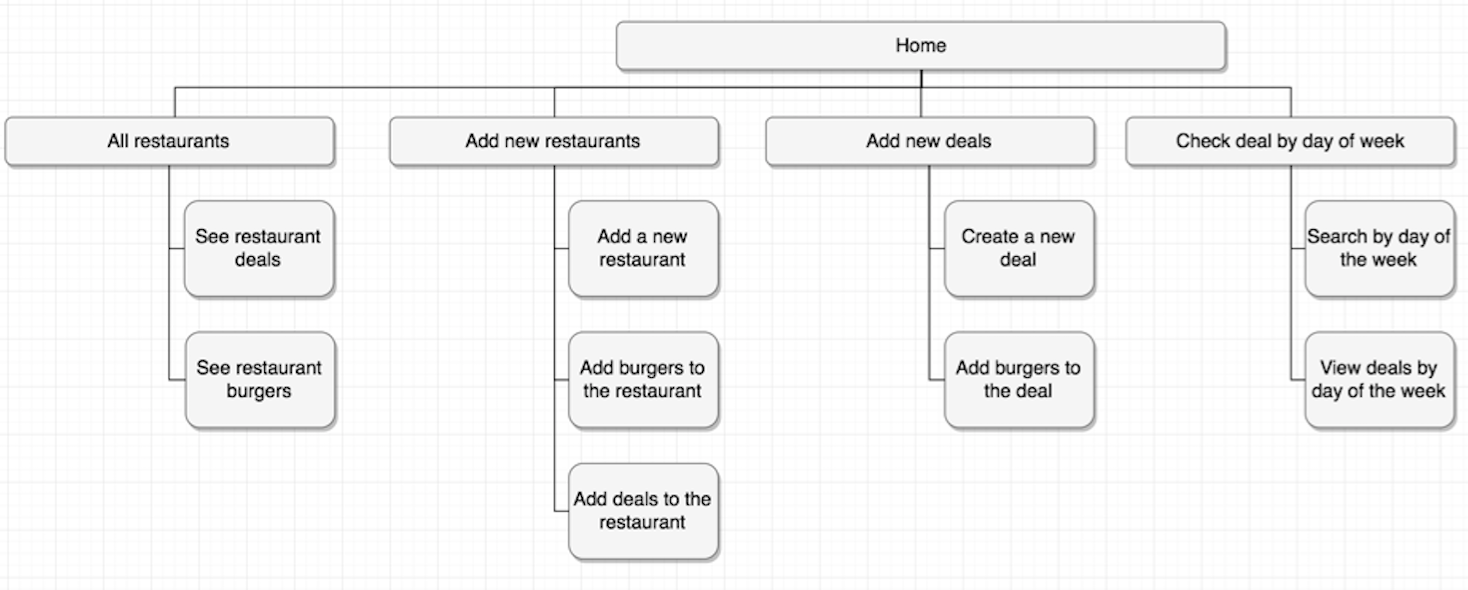 Home
All restaurants
Add new restaurants
Add new deals
Check deal by day of week
See restaurant
deals
Add a new
restaurant
Create a new
deal
Search by day of
the week
See restaurant
burgers
Add burgers to
the restaurant
Add burgers to
the deal
View deals by
day of the week
Add deals to the
restaurant